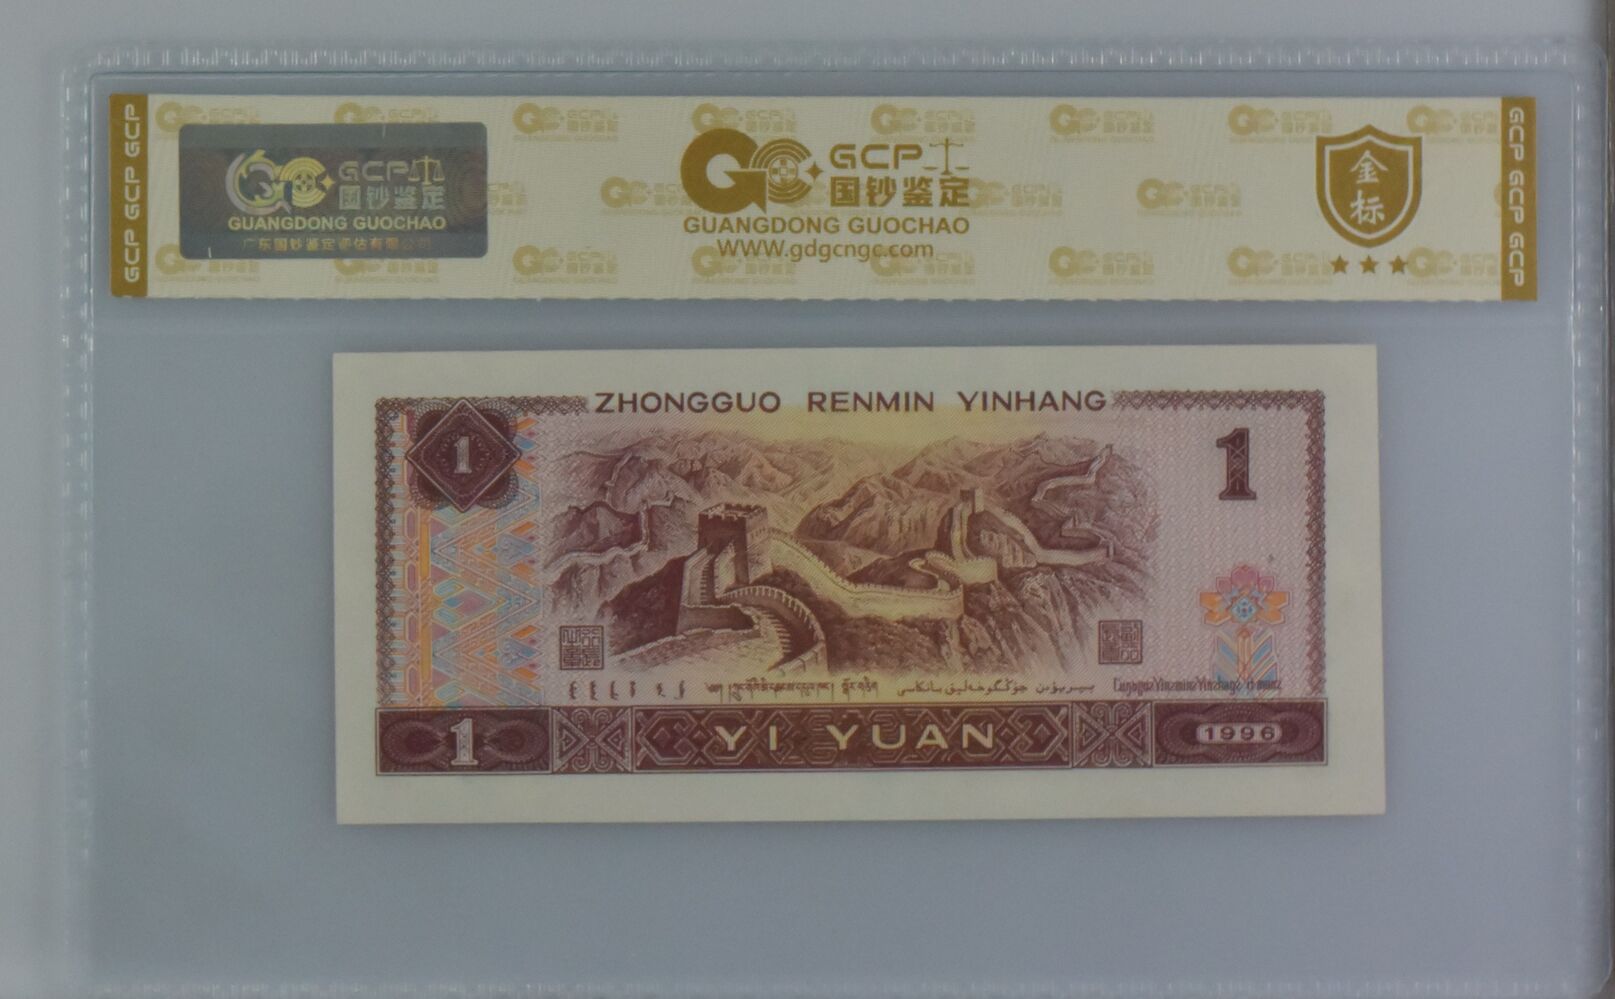 GCP GCP GCP
GCP
国钞鉴定
GUANGDONG GUOCHAO
广东国钞鉴定评估有限公司
GCP
国钞鉴定
GUANGDONG GUOCHAO
WWW.gdgcngc.com
金标
GCP GCP GCP
ZHONGGUO RENMIN YINHANG
1
1
1
YI YUAN
1996